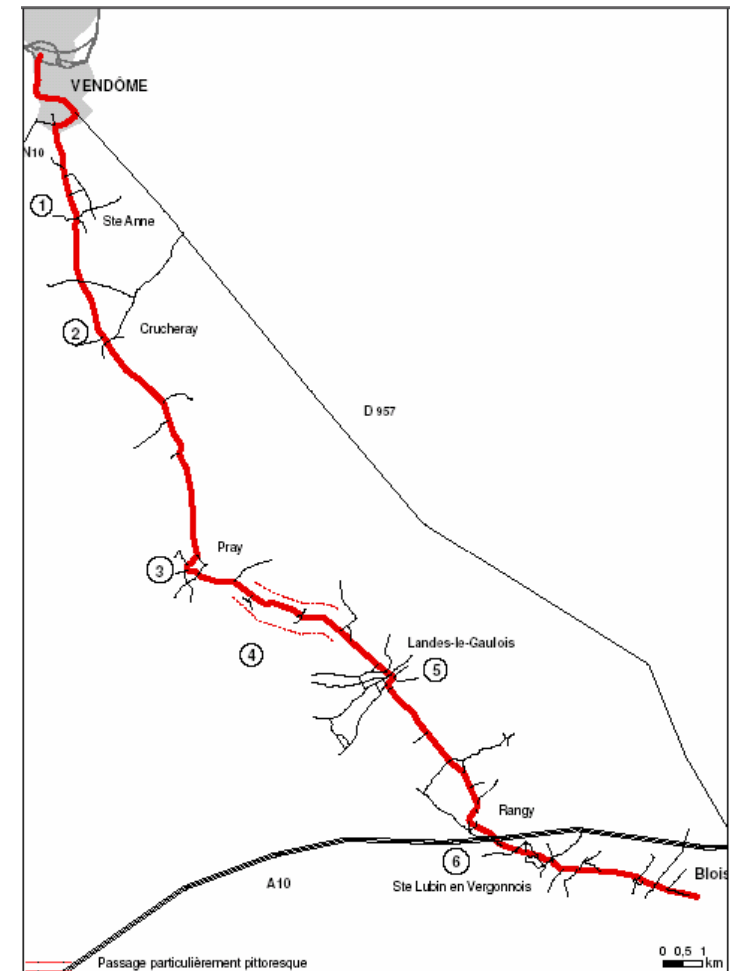 VENDÔME
N10
1
Ste Anne
2
Crucheray
D 957
Pray
3
4
Landes-le-Gaulois
5
Rangy
6
Blois
A10
Ste Lubin en Vergonnois
0 0,5 1
km
Passage particulièrement pittoresque